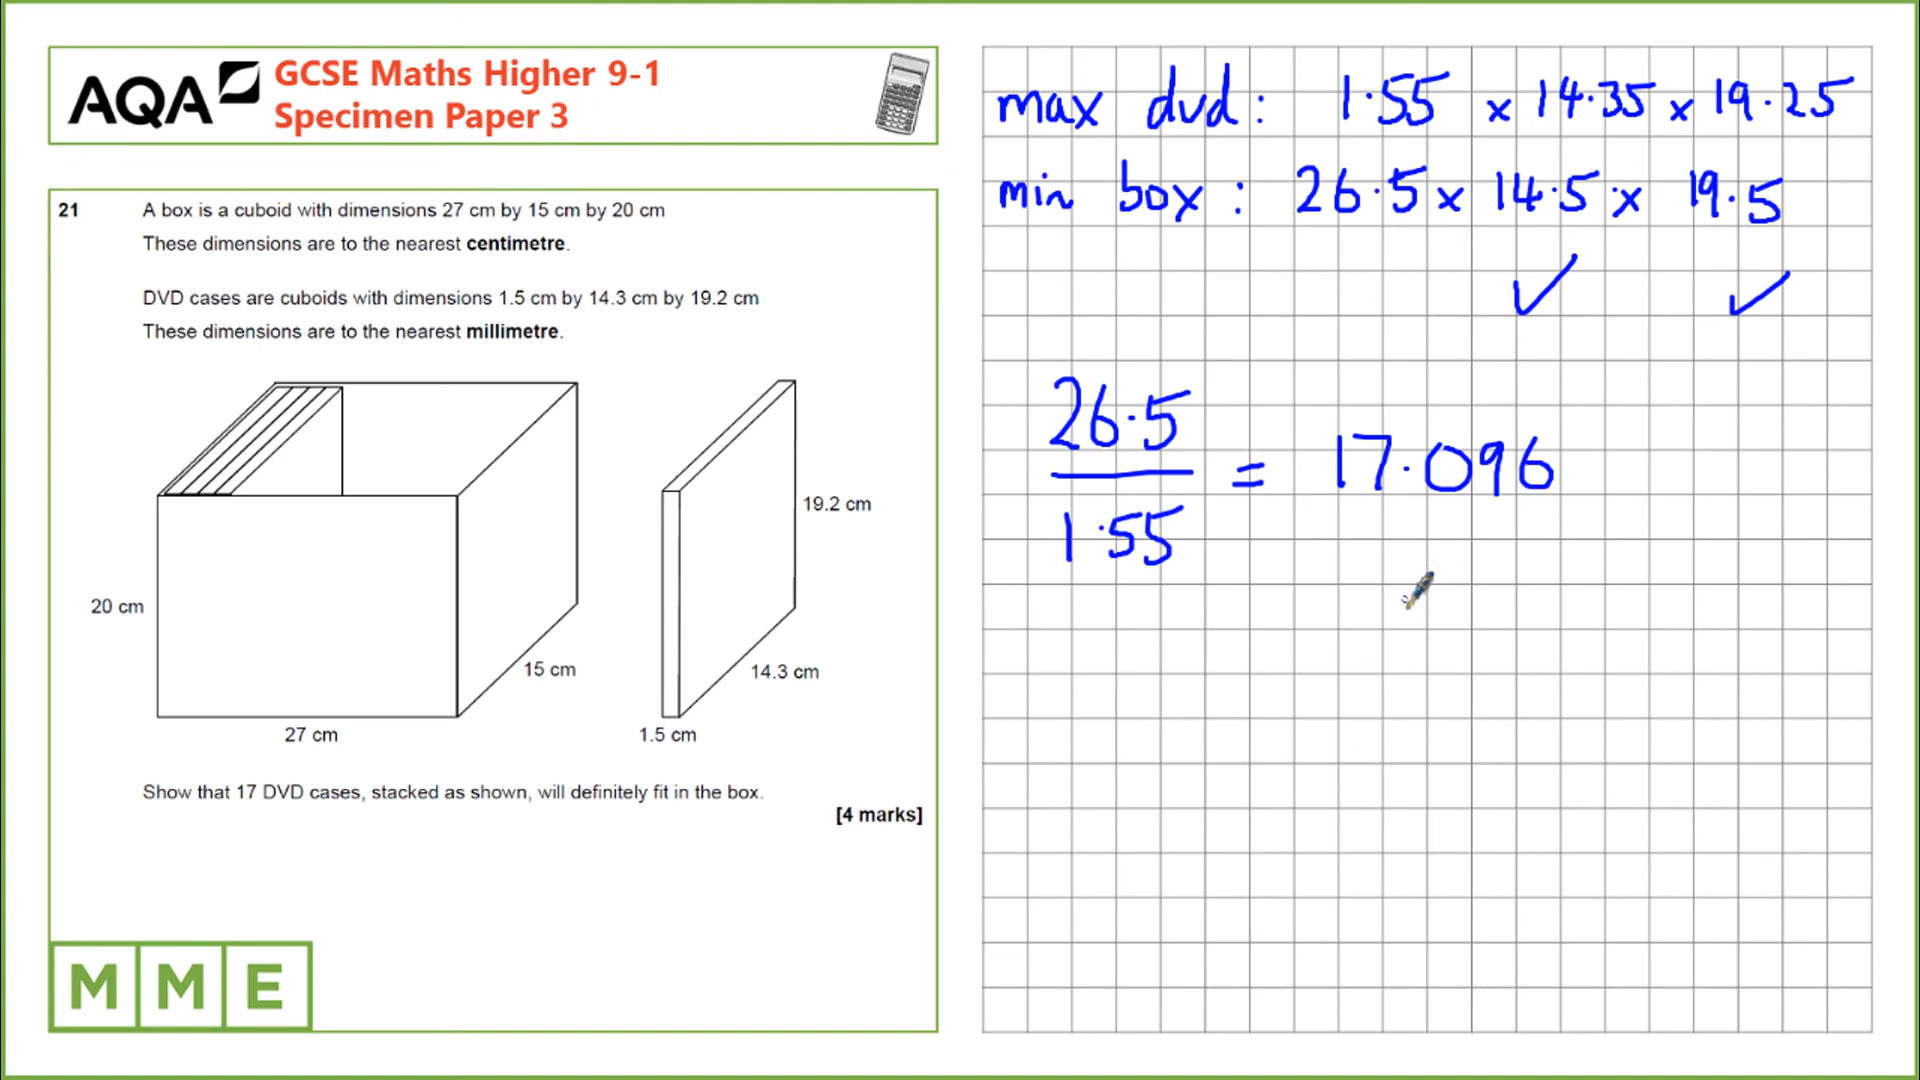 AQA
GCSE Maths Higher 9-1
Specimen Paper 3
21
A box is a cuboid with dimensions 27 cm by 15 cm by 20 cm
These dimensions are to the nearest centimetre.
DVD cases are cuboids with dimensions 1.5 cm by 14.3 cm by 19.2 cm
These dimensions are to the nearest millimetre.
19.2 cm
20 cm
15 cm
14.3 cm
27 cm
1.5 cm
Show that 17 DVD cases, stacked as shown, will definitely fit in the box.
[4 marks]
MME
max dvd: 1.55 x 14.35 x 19.25
min box: 26.5 x 14.5 x 19.5
26.5
= 17.096
1.55